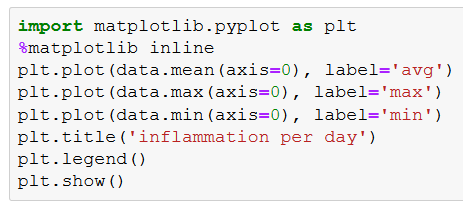 import matplotlib.pyplot as plt
%matplotlib inline
plt.plot(data.mean(axis=0), label='avg')
plt.plot(data.max(axis=0), label='max')
plt.plot(data.min(axis=0), label='min')
plt.title('inflammation per day')
plt.legend()
plt.show()